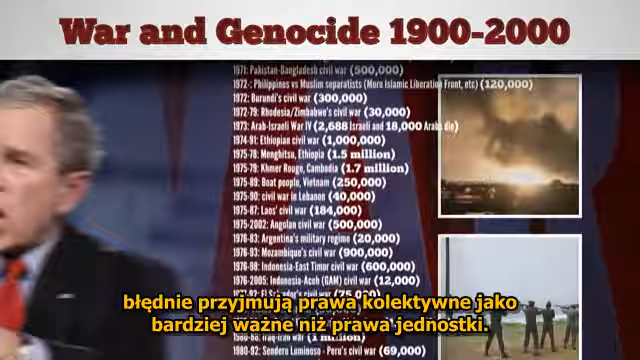 War and Genocide 1900-2000
1971: Pakistan-Bangladesh civil war (500,000)
1972-: Philippines vs Muslim separatists (Moro Islamic Liberation Front, etc) (120,000)
1972: Burundi's civil war (300,000)
1972-79: Rhodesia/Zimbabwe's civil war (30,000)
1973: Arab-Israeli War IV (2,688 Israeli and 18,000 Arabs die)
1974-91: Ethiopian civil war (1,000,000)
1975-78: Menghitsu, Ethiopia (1.5 million)
1975-79: Khmer Rouge, Cambodia (1.7 million)
1975-89: Boat people, Vietnam (250,000)
1975-90: civil war in Lebanon (40,000)
1975-87: Laos' civil war (184,000)
1975-2002: Angolan civil war (500,000)
1976-83: Argentina's military regime (20,000)
1976-93: Mozambique's civil war (900,000)
1976-98: Indonesia-East Timor civil war (600,000)
1976-2005: Indonesia-Aceh (GAM) civil war (12,000)
błędnie przyjmują prawa kolektywne jako
bardziej ważne niż prawa jednostki.
1980-92: Sendero Luminoso - Peru's civil war (69,000)